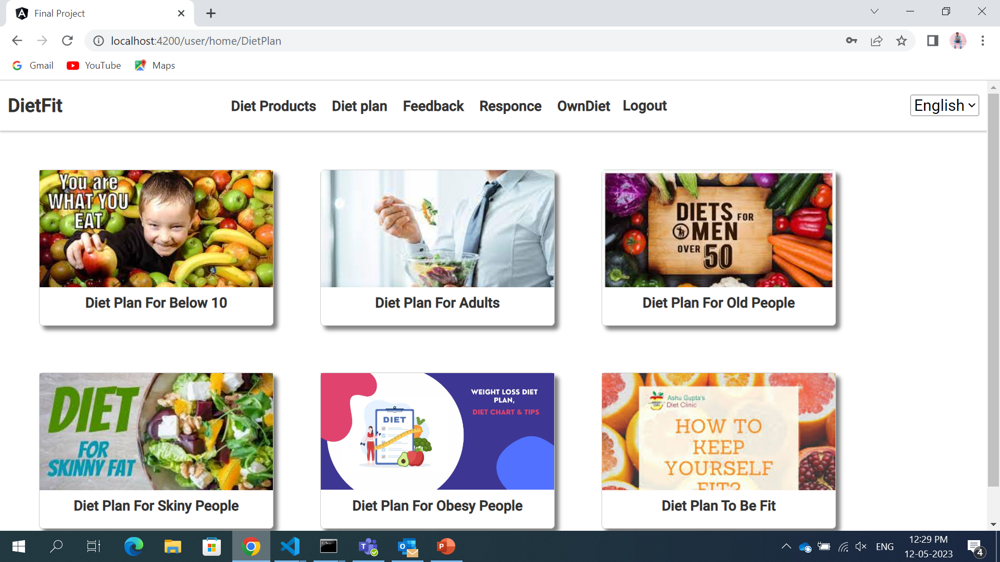 Final Project
localhost:4200/user/home/DietPlan
Gmail YouTube Maps
DietFit Diet Products Diet plan Feedback Responce OwnDiet Logout English
You are
WHAT YOU
EAT
Diet Plan For Below 10
Diet Plan For Adults
DIETS FOR
MEN
OVER 50
Diet Plan For Old People
DIET
FOR
SKINNY FAT
Diet Plan For Skiny People
WEIGHT LOSS DIET
PLAN,
DIET CHART & TIPS
DIET
Diet Plan For Obesy People
Ashu Gupta's
Diet Clinic
HOW TO
KEEP
YOURSELF
FIT?
Diet Plan To Be Fit
ENG
12:29 PM
12-05-2023
4